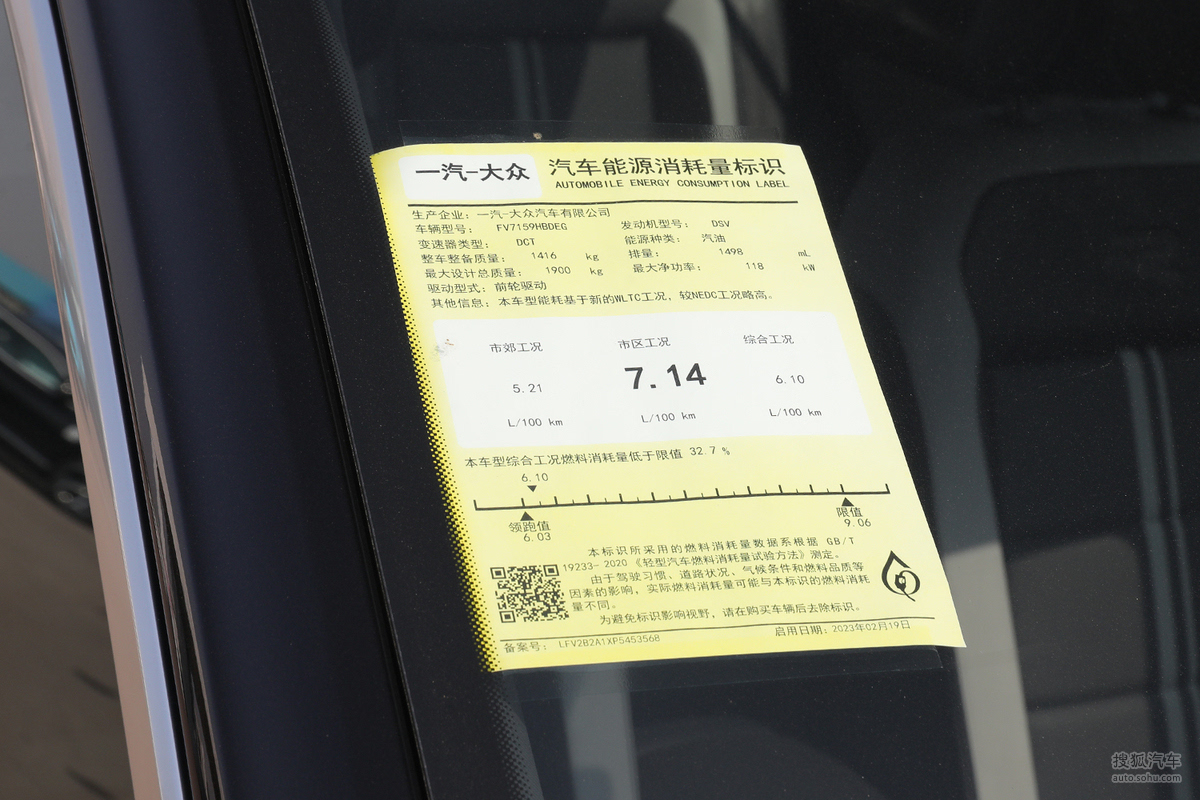 一汽-大众 汽车能源消耗量标识
AUTOMOBILE ENERGY CONSUMPTION LABEL
生产企业：一汽-大众汽车有限公司
车辆型号： FV7159HBDEG 发动机型号： DSV
变速器类型： DCT 能源种类： 汽油
整车整备质量： 1416 kg 排量： 1498 mL
最大设计总质量： 1900 kg 最大净功率： 118 kW
驱动型式：前轮驱动
其他信息：本车型能耗基于新的WLTC工况，较NEDC工况略高。
市郊工况 市区工况 综合工况
5.21 7.14 6.10
L/100 km L/100 km L/100 km
本车型综合工况燃料消耗量低于限值 32.7 %
6.10
领跑值 限值
6.03 9.06
本标识所采用的燃料消耗量数据系根据 GB/T
19233-2020《轻型汽车燃料消耗量试验方法》测定。
由于驾驶习惯、道路状况、气候条件和燃料品质等
因素的影响，实际燃料消耗量可能与本标识的燃料消耗
量不同。
为避免标识影响视野，请在购买车辆后去除标识。
备案号： LFV2B2A1XP5453568 启用日期：2023年02月19日
搜狐汽车
auto.sohu.com